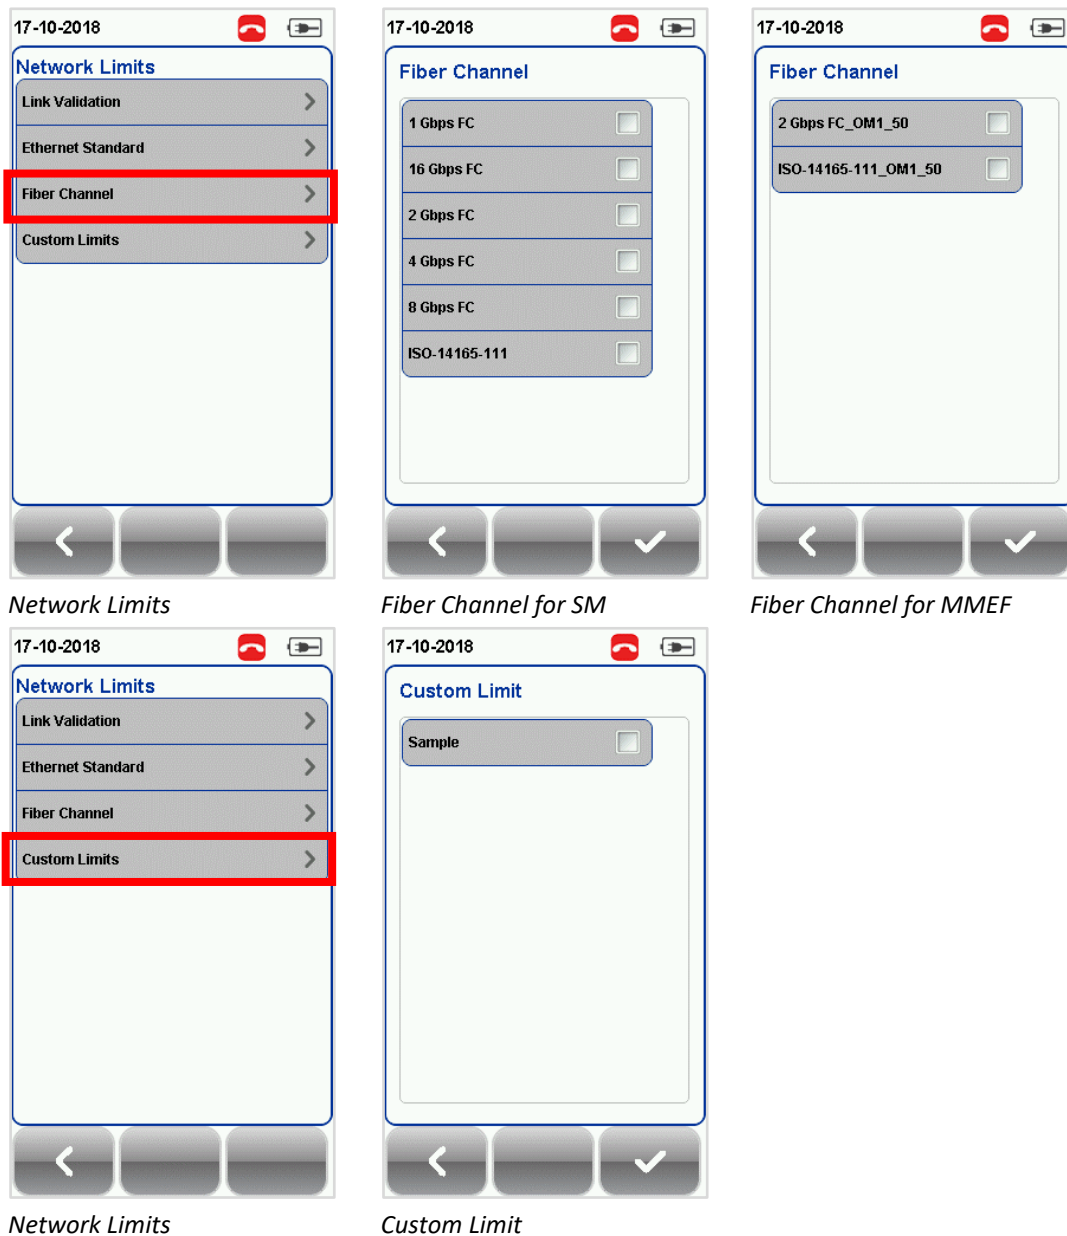 17-10-2018
Network Limits
Link Validation
Ethernet Standard
Fiber Channel
Custom Limits
Network Limits
17-10-2018
Fiber Channel
1 Gbps FC
16 Gbps FC
2 Gbps FC
4 Gbps FC
8 Gbps FC
ISO-14165-111
Fiber Channel for SM
17-10-2018
Fiber Channel
2 Gbps FC_OM1_50
ISO-14165-111_OM1_50
Fiber Channel for MMEF
17-10-2018
Network Limits
Link Validation
Ethernet Standard
Fiber Channel
Custom Limits
Network Limits
17-10-2018
Custom Limit
Sample
Custom Limit